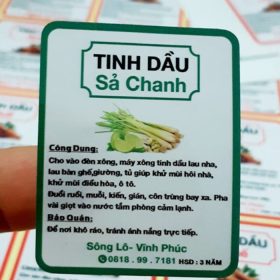 TINH DẦU
Sả Chanh
Công Dụng:
Cho vào đèn xông, máy xông tinh dầu lau nhà,
lau bàn ghế,giường, tủ giúp khử mùi hôi nhà,
khử mùi điều hòa, ô tô.
Đuổi ruồi, muỗi, kiến, gián, côn trùng bay xa. Pha
vài giọt vào nước tắm phòng cảm lạnh.
Bảo Quản:
Để nơi khô ráo, tránh ánh nắng trực tiếp.
Sông Lô- Vĩnh Phúc
0818 . 99 . 7181 HSD : 3 NĂM